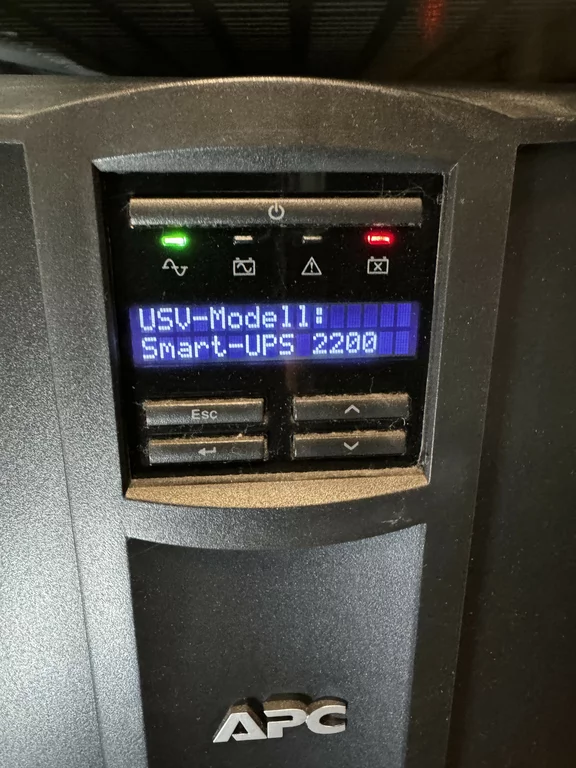 USV-Modell:
Smart-UPS 2200
Esc
APC